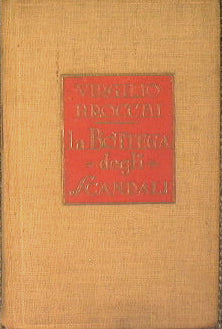 VIRGILIO
BROCCHI
La BOTTEGA
degli
SCANDALI